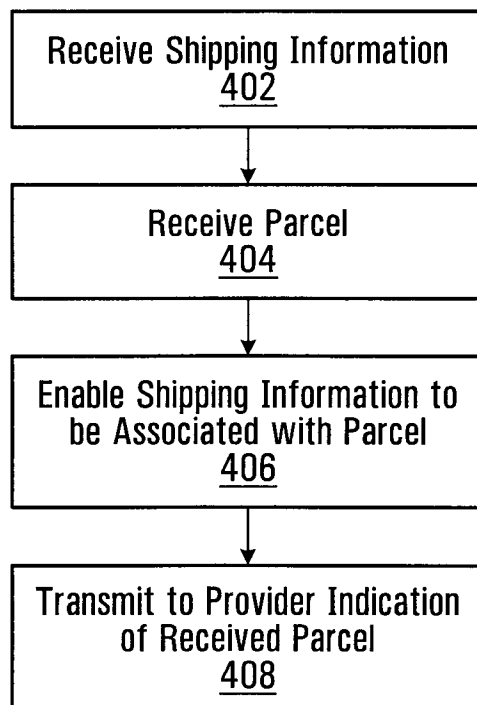 Receive Shipping Information
402
Receive Parcel
404
Enable Shipping Information to
be Associated with Parcel
406
Transmit to Provider Indication
of Received Parcel
408